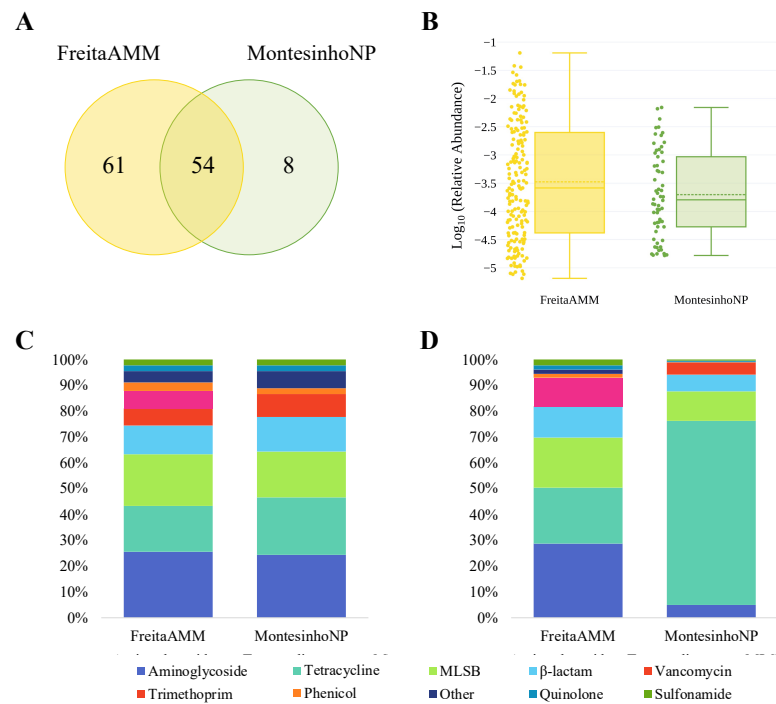 A
FreitaAMM
MontesinhoNP
61
54
8
B
Log10 (Relative Abundance)
−1
−1.5
−2
−2.5
−3
−3.5
−4
−4.5
−5
FreitaAMM
MontesinhoNP
C
100%
90%
80%
70%
60%
50%
40%
30%
20%
10%
0%
FreitaAMM
MontesinhoNP
D
100%
90%
80%
70%
60%
50%
40%
30%
20%
10%
0%
FreitaAMM
MontesinhoNP
Aminoglycoside Tetracycline MLSB β-lactam Vancomycin
Trimethoprim Phenicol Other Quinolone Sulfonamide